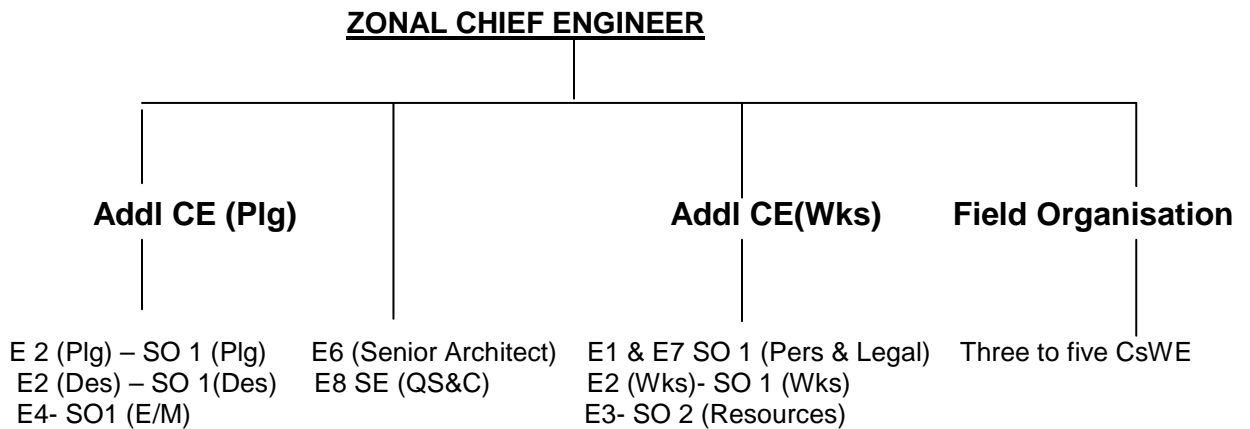 ZONAL CHIEF ENGINEER
Addl CE (Plg)
Addl CE(Wks)
Field Organisation
E 2 (Plg) – SO 1 (Plg)
E2 (Des) – SO 1(Des)
E4- SO1 (E/M)
E6 (Senior Architect)
E8 SE (QS&C)
E1 & E7 SO 1 (Pers & Legal)
E2 (Wks)- SO 1 (Wks)
E3- SO 2 (Resources)
Three to five CsWE